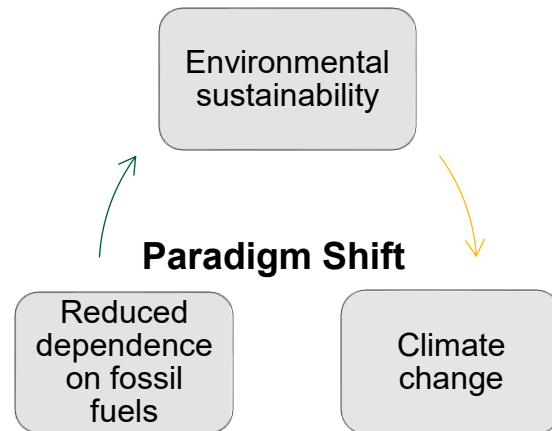 Environmental
sustainability
Paradigm Shift
Reduced
dependence
on fossil
fuels
Climate
change